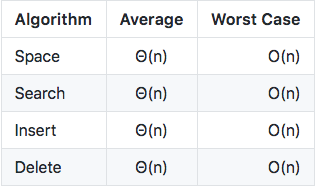 Algorithm Average Worst Case
Space Θ(n) O(n)
Search Θ(n) O(n)
Insert Θ(n) O(n)
Delete Θ(n) O(n)